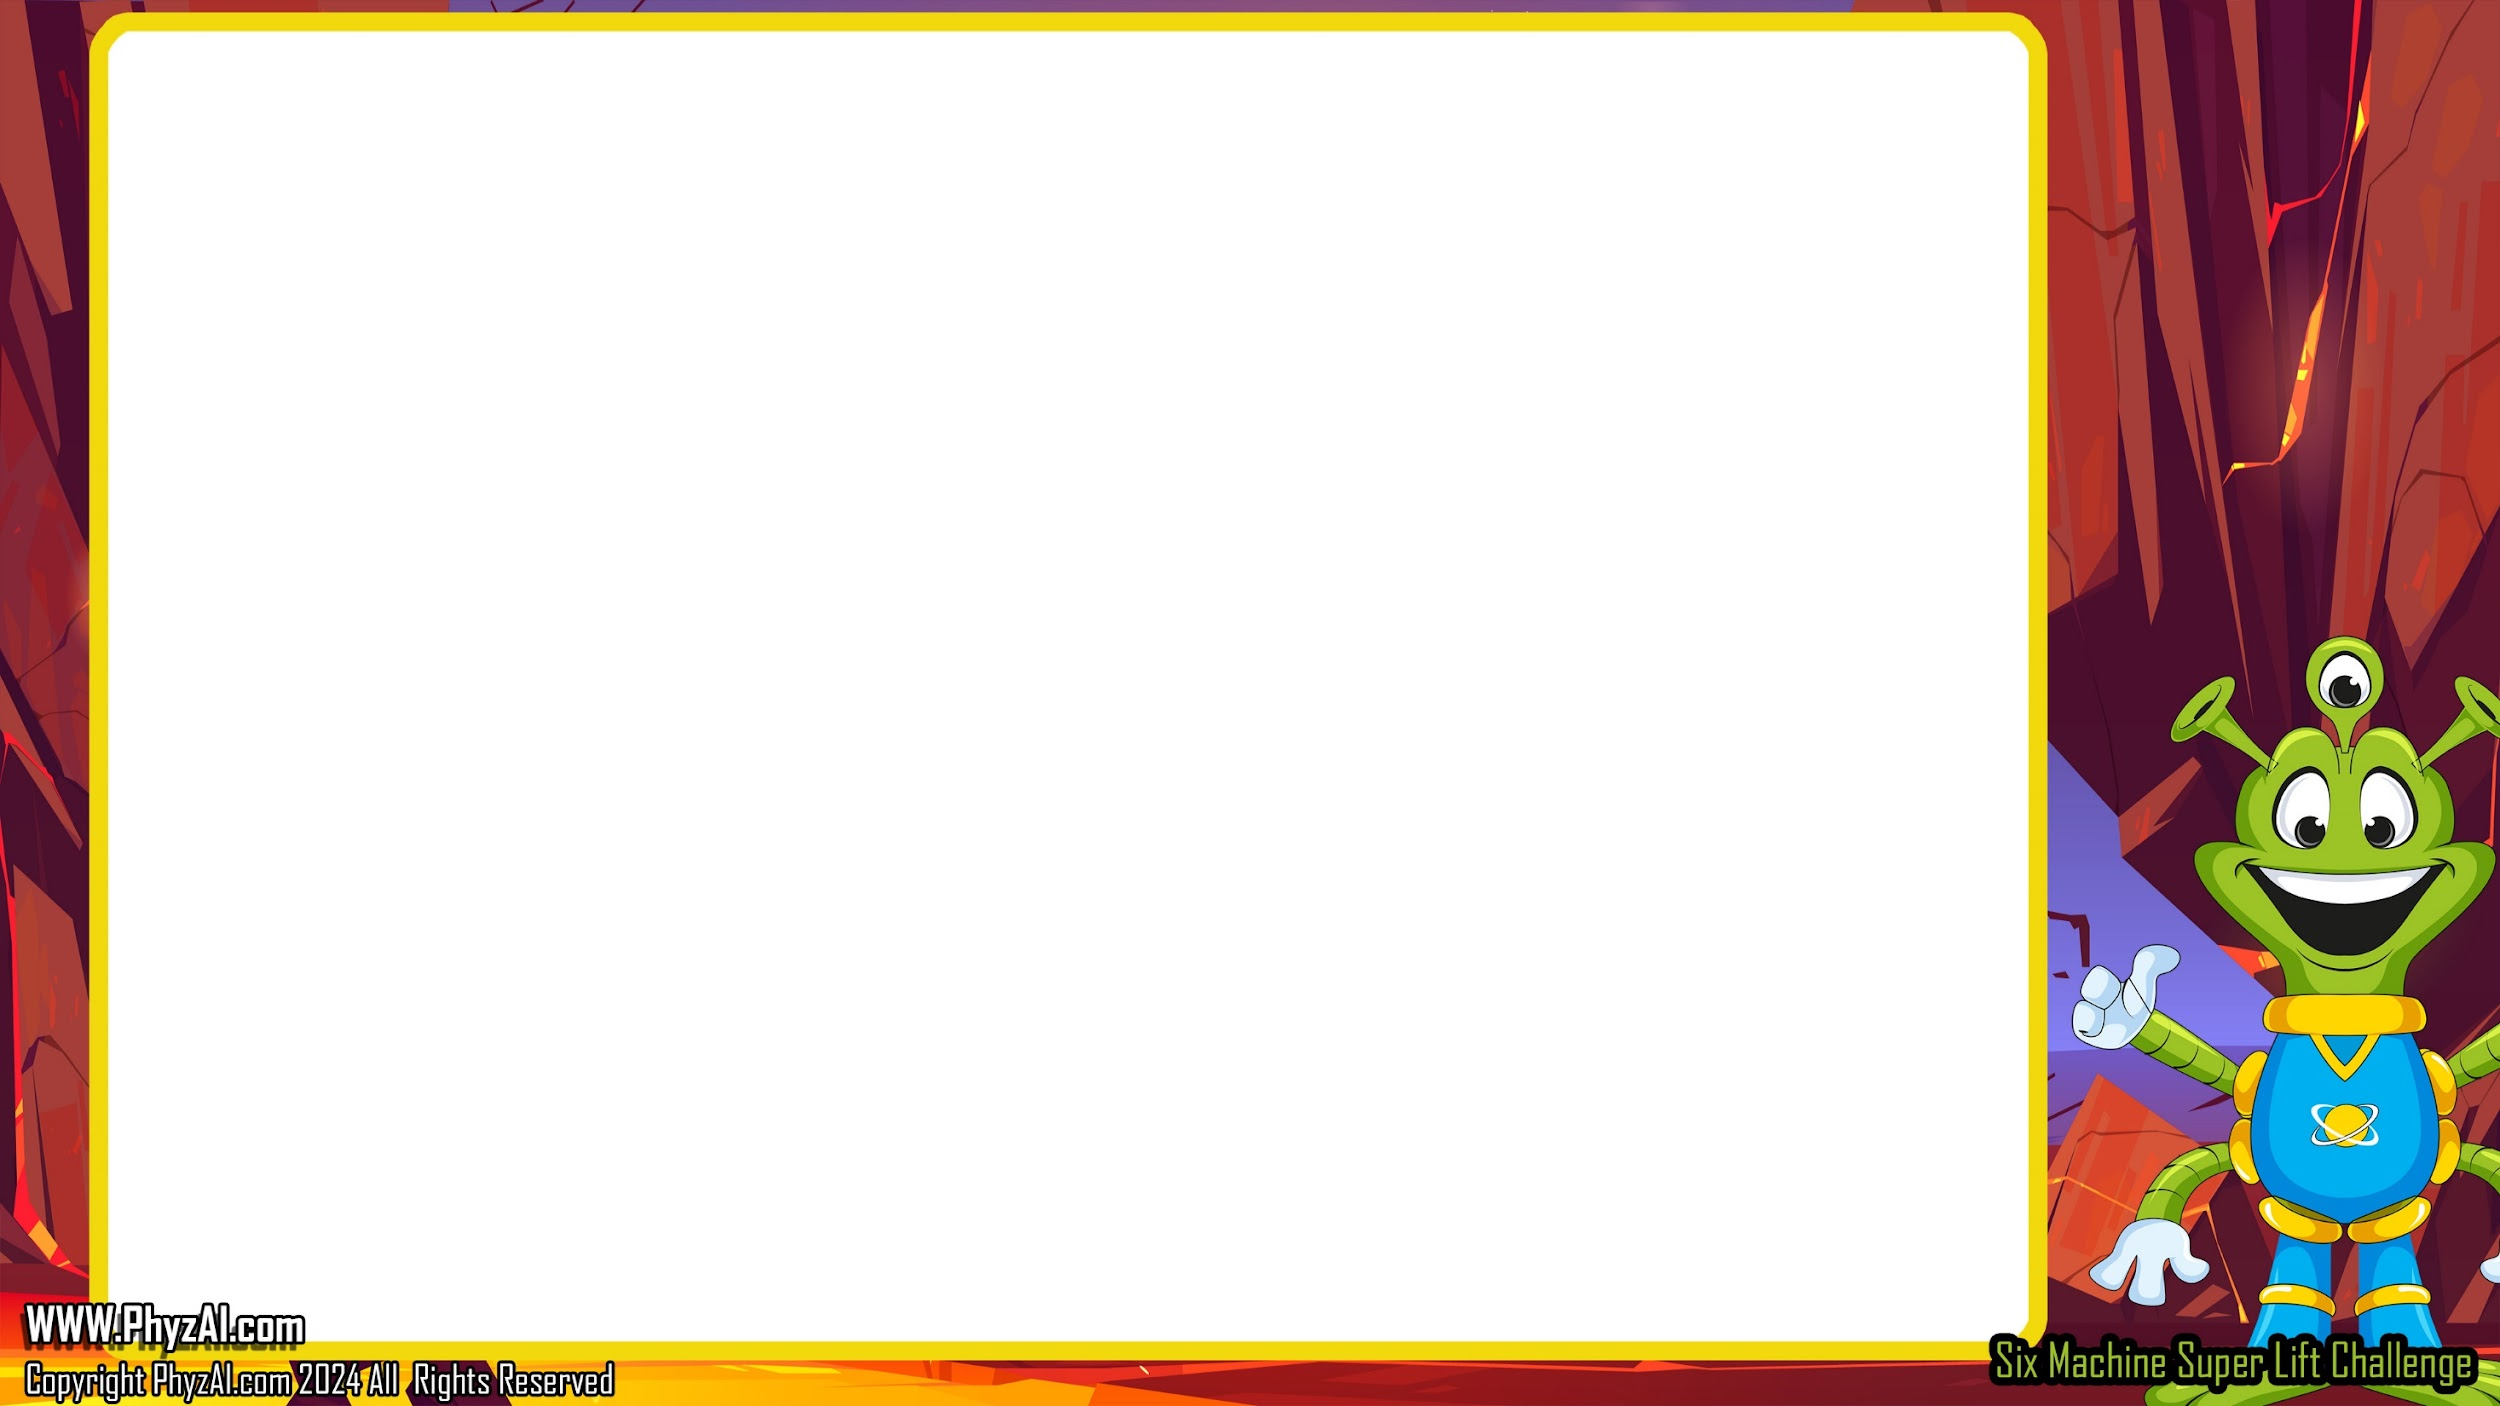 WWW.PhyzAI.com
Copyright PhyzAI.com 2024 All Rights Reserved
Six Machine Super Lift Challenge